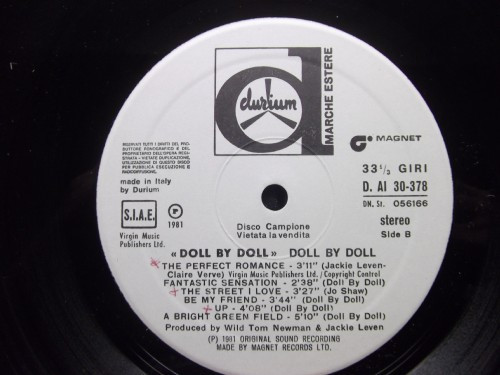 durium
MARCHE ESTERE
RISERVATI TUTTI I DIRITTI DEL PRO-
DUTTORE FONOGRAFICO E DEL
PROPRIETARIO DELL'OPERA REGI-
STRATA - VIETATE DUPLICAZIONE,
UTILIZZAZIONE DI QUESTO DISCO
PER PUBBLICA ESECUZIONE E
RADIODIFFUSIONE.
made in Italy
by Durium
S.I.A.E.
P
1981
Virgin Music
Publishers Ltd.
MAGNET
33 1/3 GIRI
D. AI 30-378
DN. St. 056166
stereo
Side B
Disco Campione
Vietata la vendita
«DOLL BY DOLL» DOLL BY DOLL
THE PERFECT ROMANCE - 3'11" (Jackie Leven-
Claire Verve) Virgin Music Publishers Ltd./ Copyright Control
FANTASTIC SENSATION - 2'38" (Doll By Doll)
THE STREET I LOVE - 3'27" (Jo Shaw)
BE MY FRIEND - 3'44" (Doll By Doll)
UP - 4'08" (Doll By Doll)
A BRIGHT GREEN FIELD - 5'10" (Doll By Doll)
Produced by Wild Tom Newman & Jackie Leven
(P) 1981 ORIGINAL SOUND RECORDING
MADE BY MAGNET RECORDS LTD.